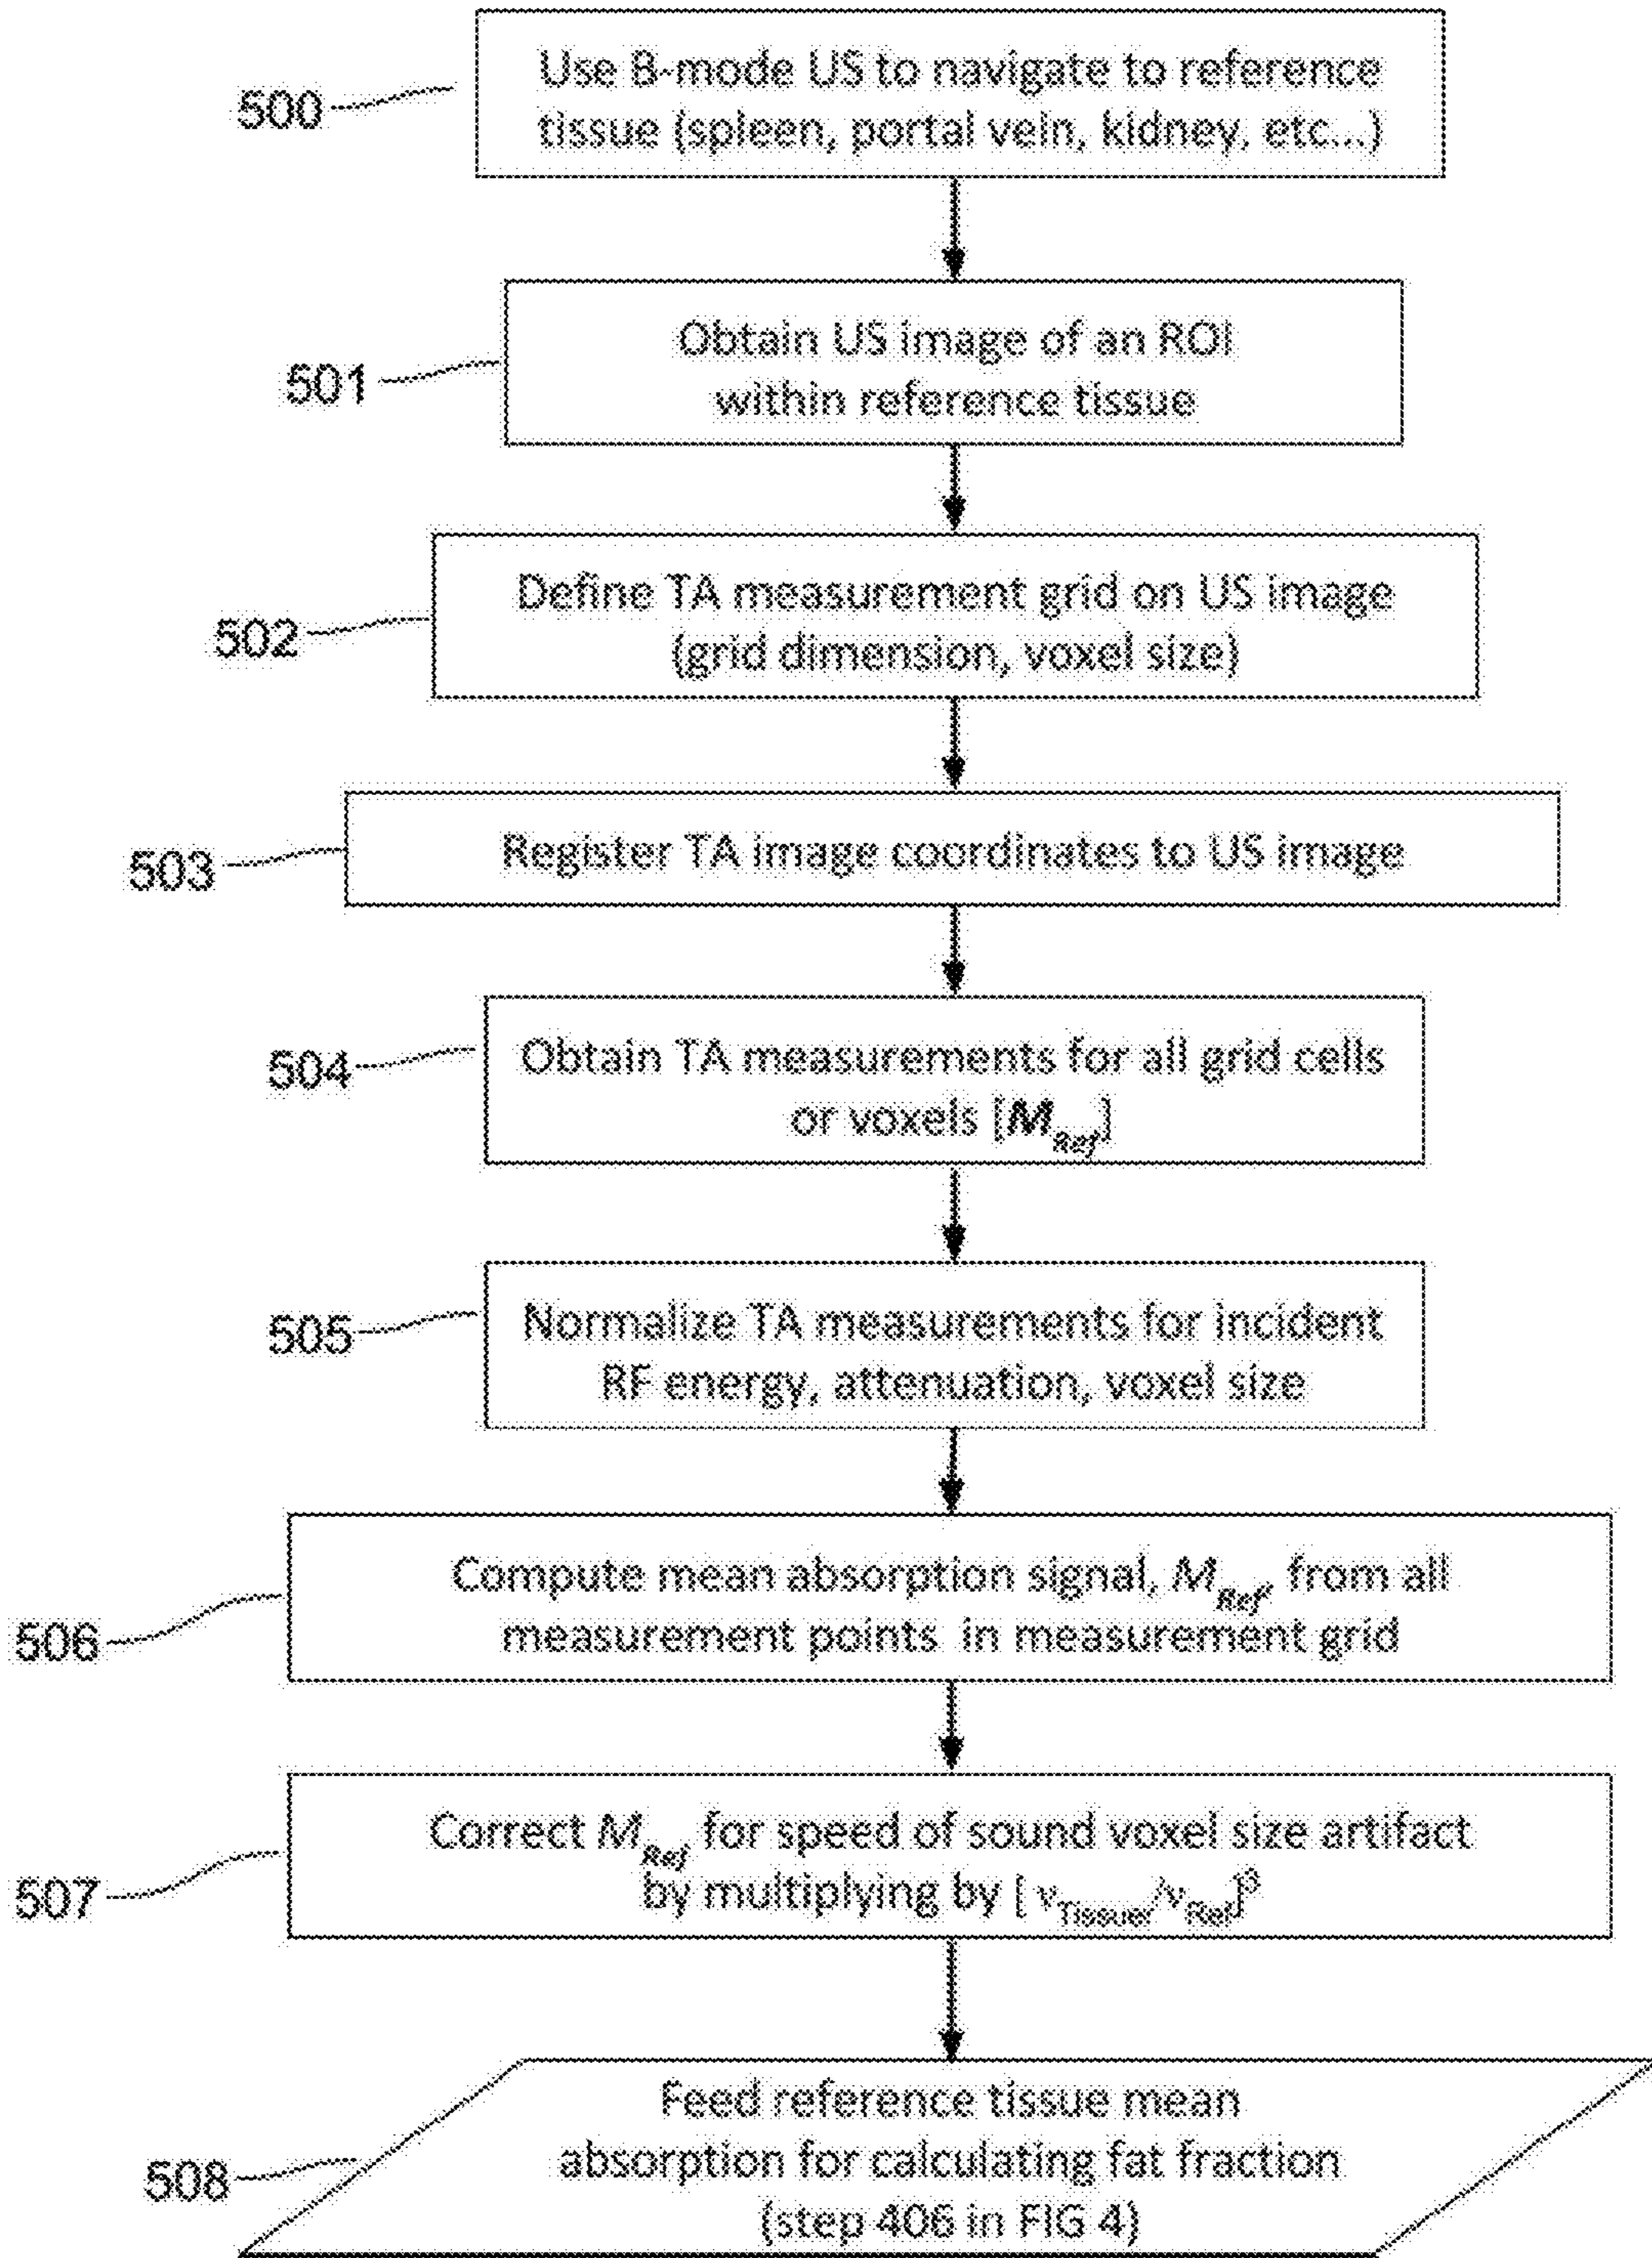 500
Use B-mode US to navigate to reference
tissue (spleen, portal vein, kidney, etc...)
501
Obtain US image of an ROI
within reference tissue
502
Define TA measurement grid on US image
(grid dimension, voxel size)
503
Register TA image coordinates to US image
504
Obtain TA measurements for all grid cells
or voxels [M_Ref]
505
Normalize TA measurements for incident
RF energy, attenuation, voxel size
506
Compute mean absorption signal, M_Ref, from all
measurement points in measurement grid
507
Correct M_Ref for speed of sound voxel size artifact
by multiplying by [ v_Tissuer/v_Ref]^3
508
Feed reference tissue mean
absorption for calculating fat fraction
(step 406 in FIG 4)